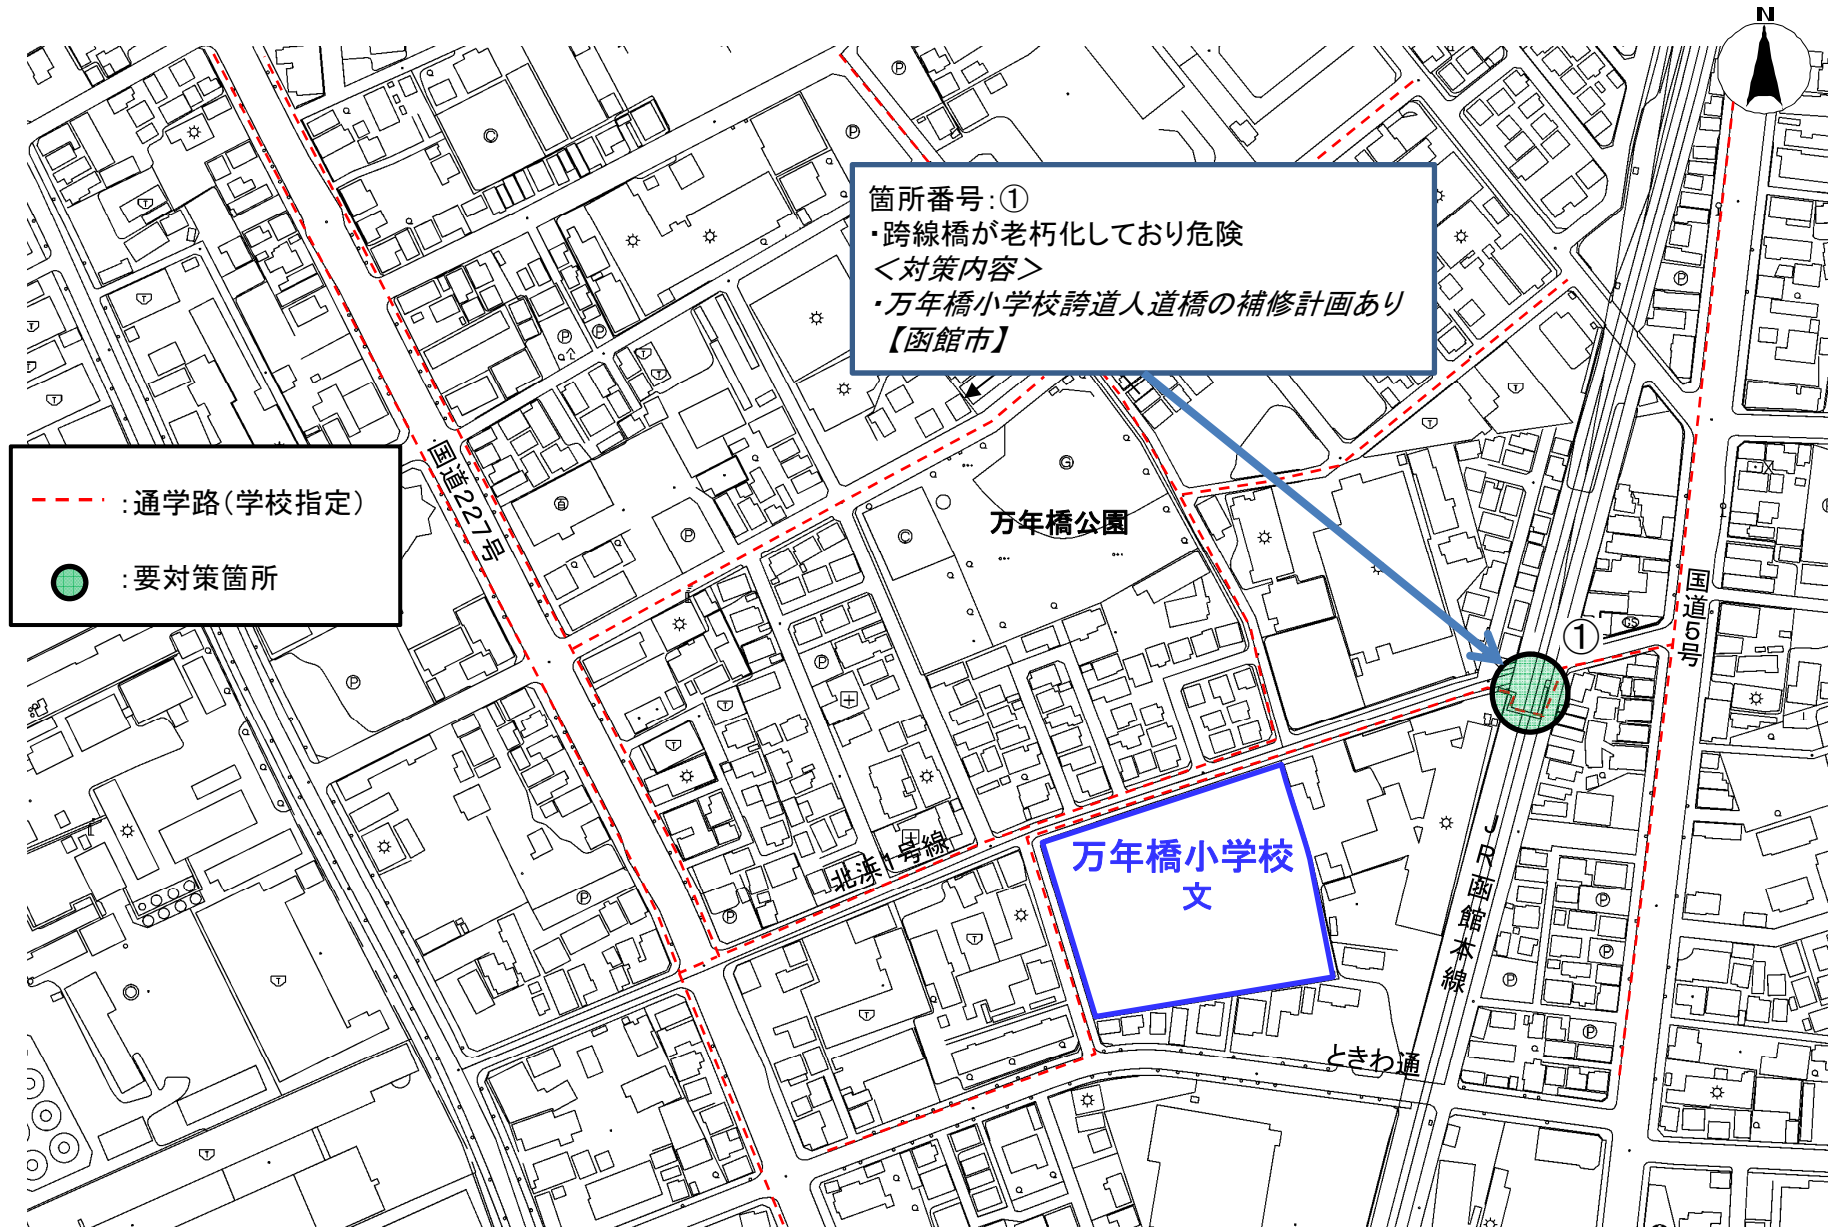 N
箇所番号：①
・跨線橋が老朽化しており危険
＜対策内容＞
・万年橋小学校誇道人道橋の補修計画あり
【函館市】
：通学路（学校指定）
：要対策箇所
国道227号
万年橋公園
国道5号
①
北浜1号線
万年橋小学校
文
JR函館本線
ときわ通